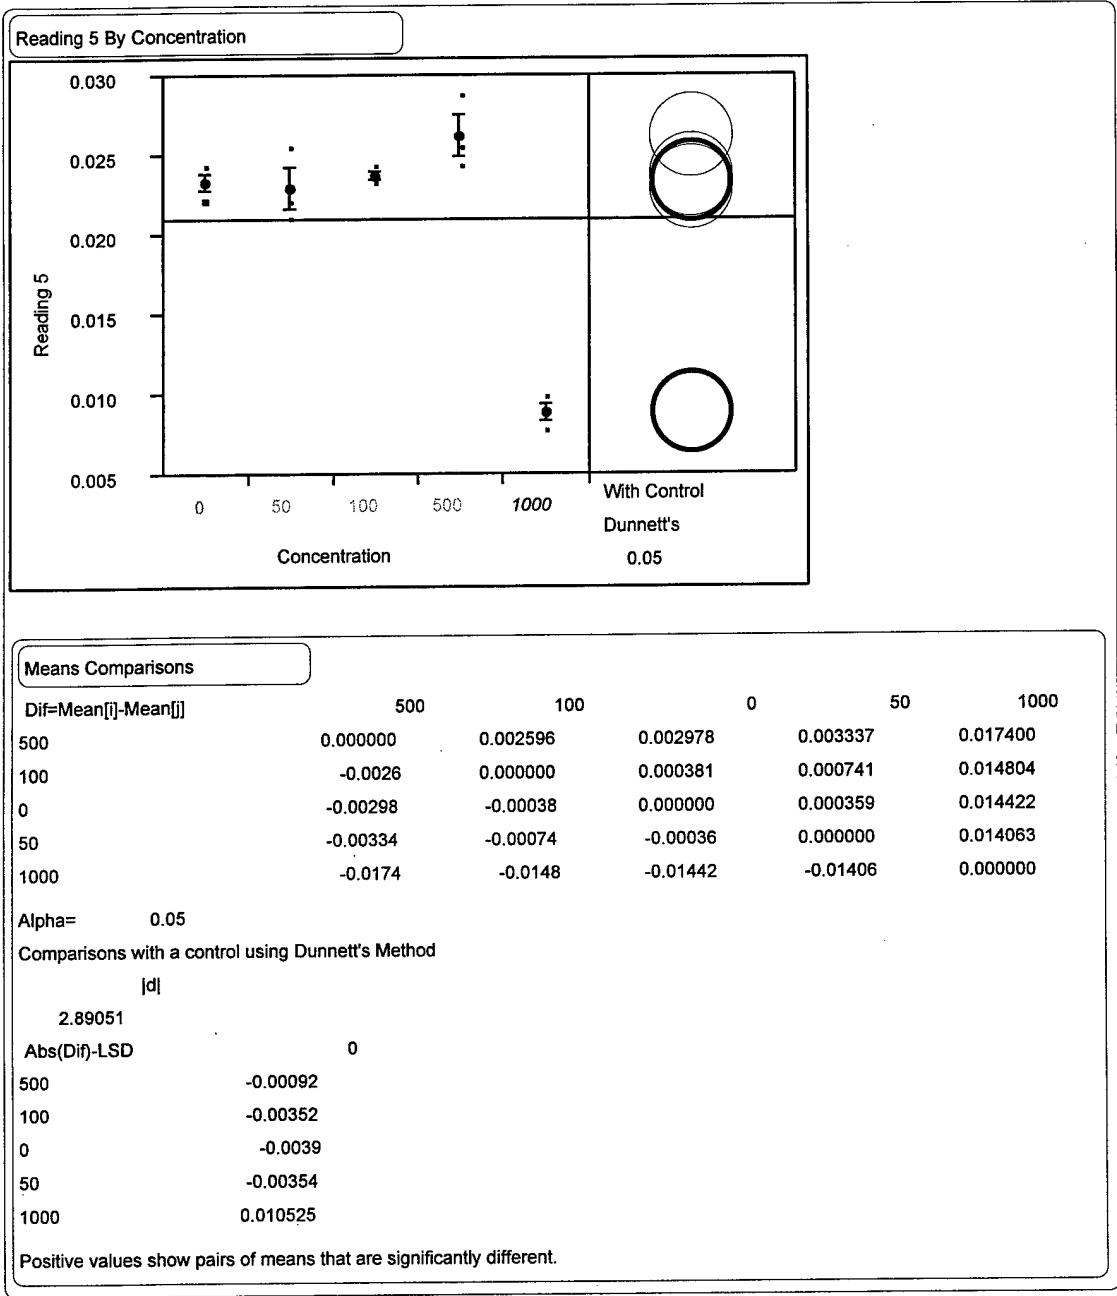 Reading 5 By Concentration
0.030
0.025
0.020
0.015
0.010
0.005
Reading 5
0 50 100 500 1000
Concentration
With Control
Dunnett's
0.05
Means Comparisons
Dif=Mean[i]-Mean[j] 500 100 0 50 1000
500 0.000000 0.002596 0.002978 0.003337 0.017400
100 -0.0026 0.000000 0.000381 0.000741 0.014804
0 -0.00298 -0.00038 0.000000 0.000359 0.014422
50 -0.00334 -0.00074 -0.00036 0.000000 0.014063
1000 -0.0174 -0.0148 -0.01442 -0.01406 0.000000
Alpha= 0.05
Comparisons with a control using Dunnett's Method
|d|
2.89051
Abs(Dif)-LSD 0
500 -0.00092
100 -0.00352
0 -0.0039
50 -0.00354
1000 0.010525
Positive values show pairs of means that are significantly different.